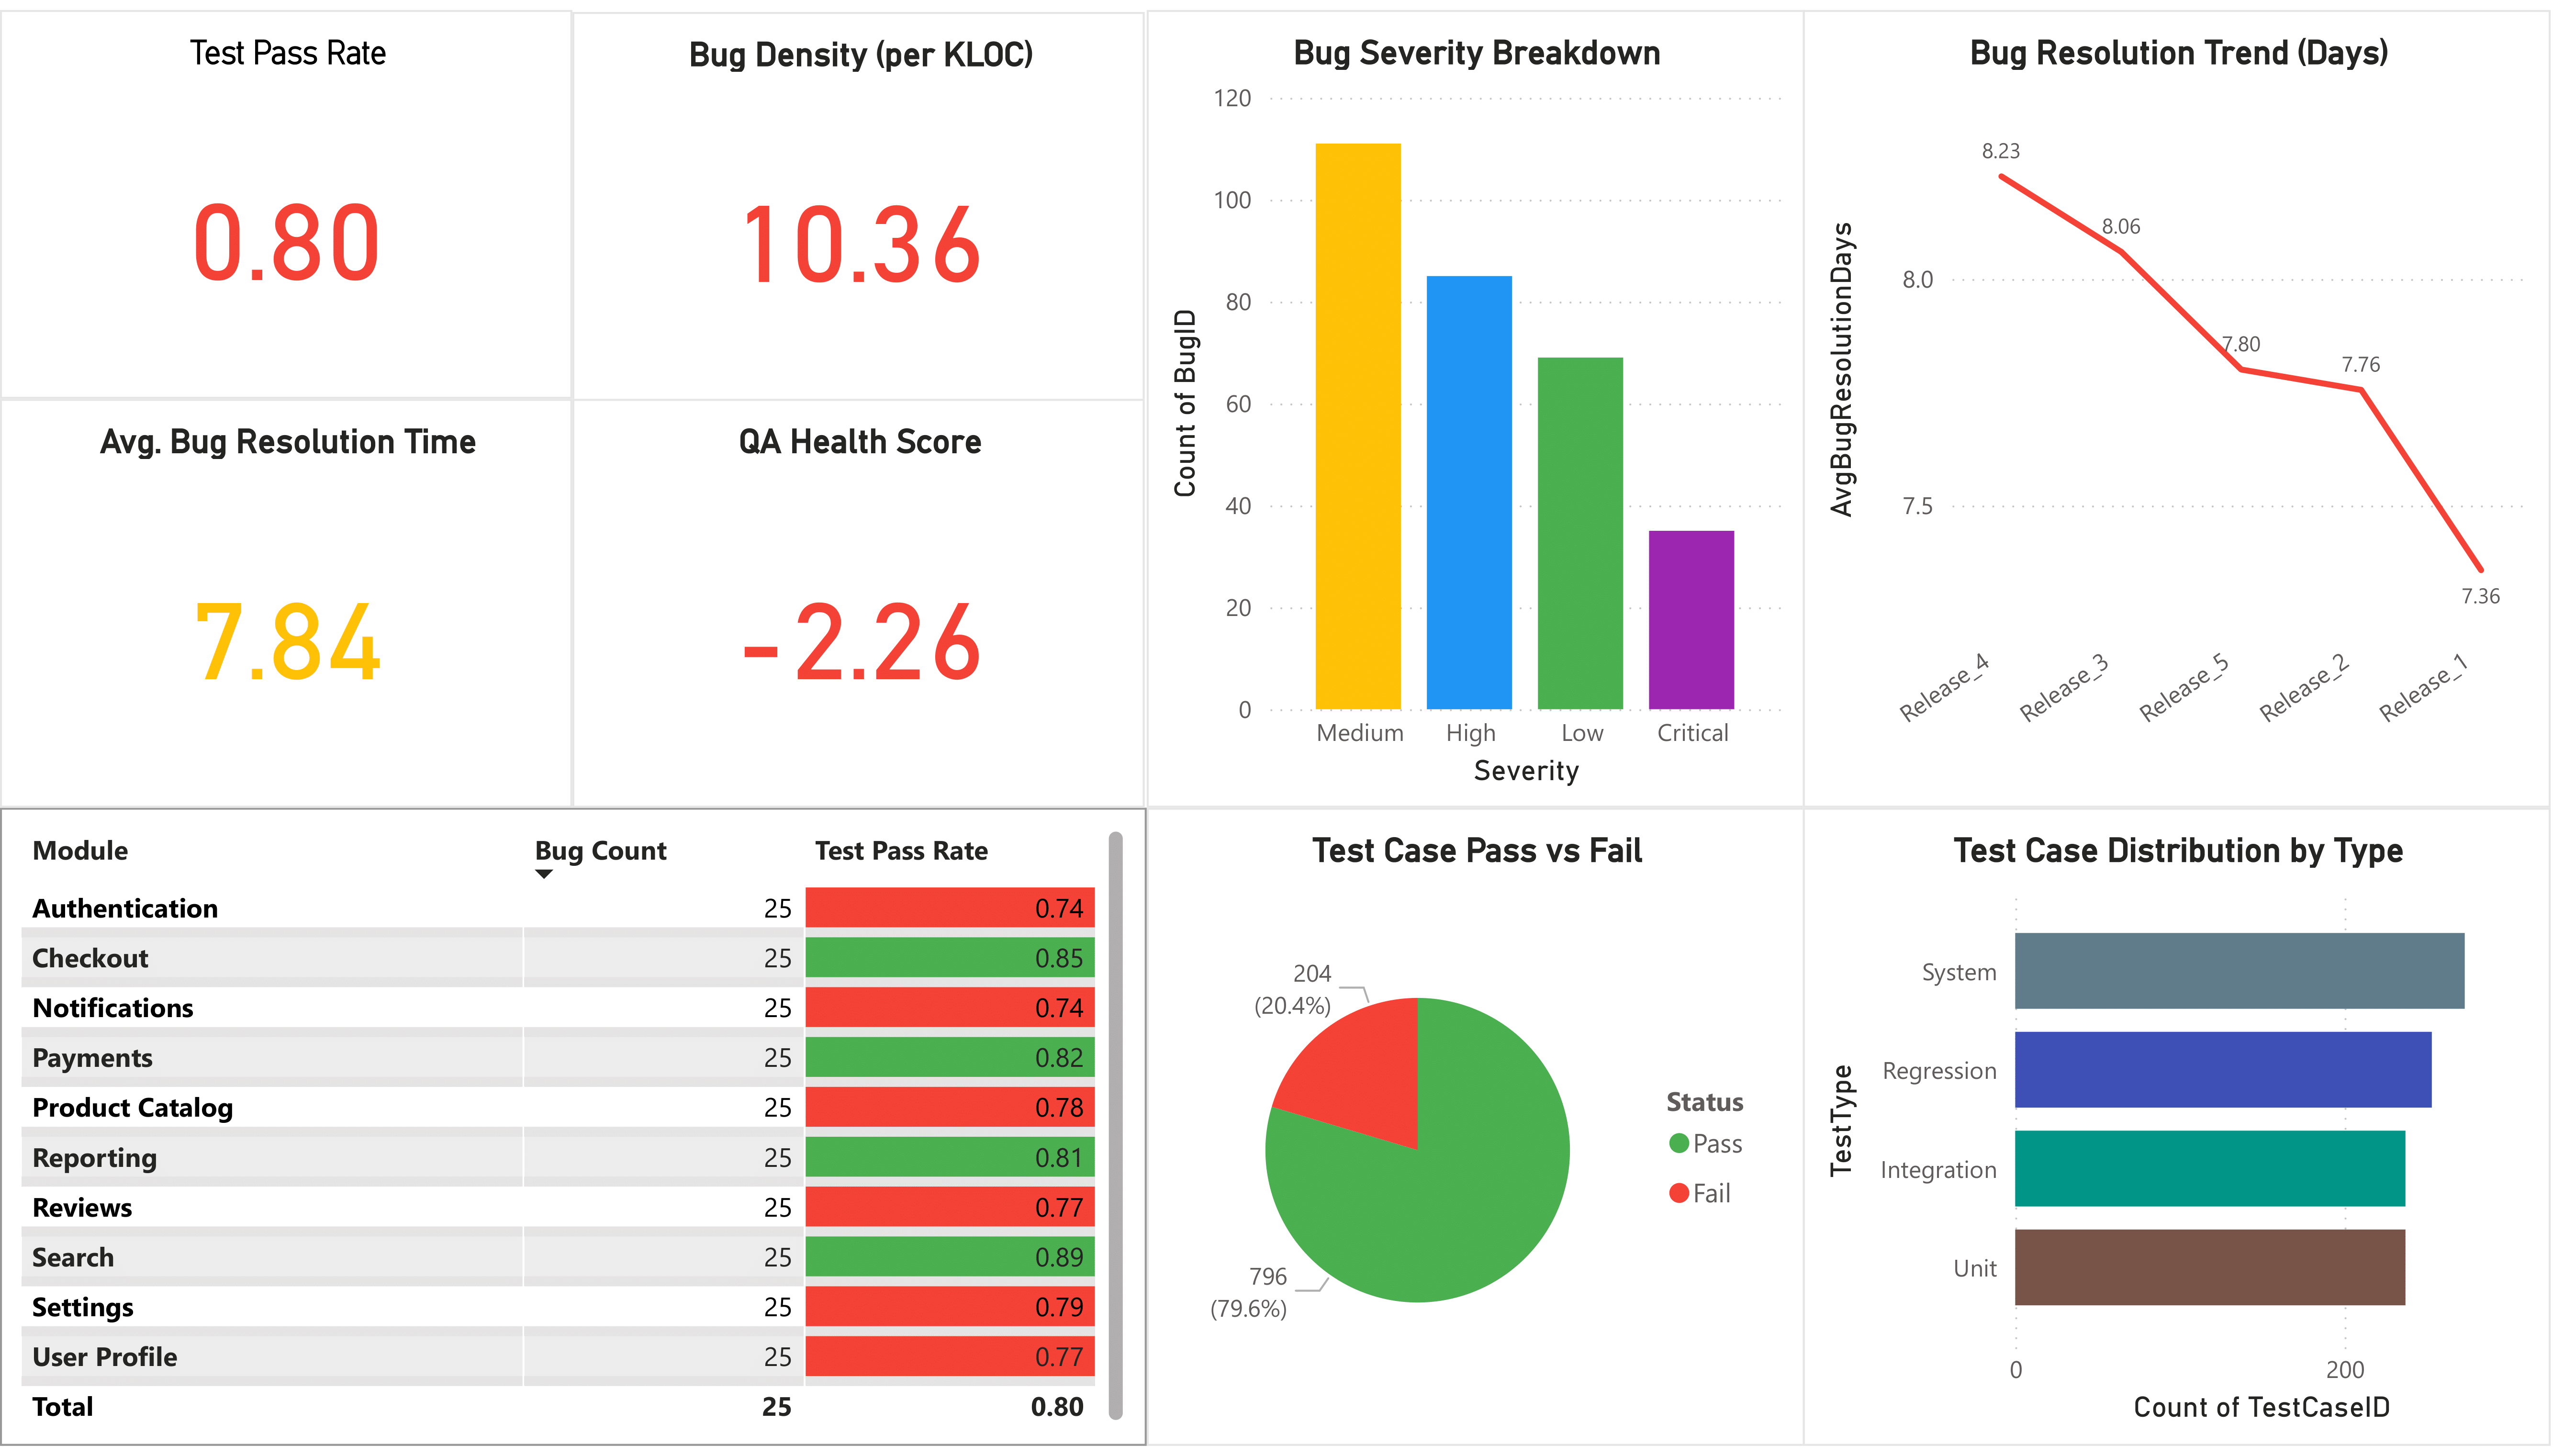 Test Pass Rate
0.80
Bug Density (per KLOC)
10.36
Avg. Bug Resolution Time
7.84
QA Health Score
-2.26
Bug Severity Breakdown
Count of BugID
120
100
80
60
40
20
0
Medium High Low Critical
Severity
Bug Resolution Trend (Days)
AvgBugResolutionDays
8.0
7.5
8.23
8.06
7.80
7.76
7.36
Release_4 Release_3 Release_5 Release_2 Release_1
Module Bug Count Test Pass Rate
Authentication 25 0.74
Checkout 25 0.85
Notifications 25 0.74
Payments 25 0.82
Product Catalog 25 0.78
Reporting 25 0.81
Reviews 25 0.77
Search 25 0.89
Settings 25 0.79
User Profile 25 0.77
Total 25 0.80
Test Case Pass vs Fail
204
(20.4%)
796
(79.6%)
Status
Pass
Fail
Test Case Distribution by Type
TestType
System
Regression
Integration
Unit
0 200
Count of TestCaseID